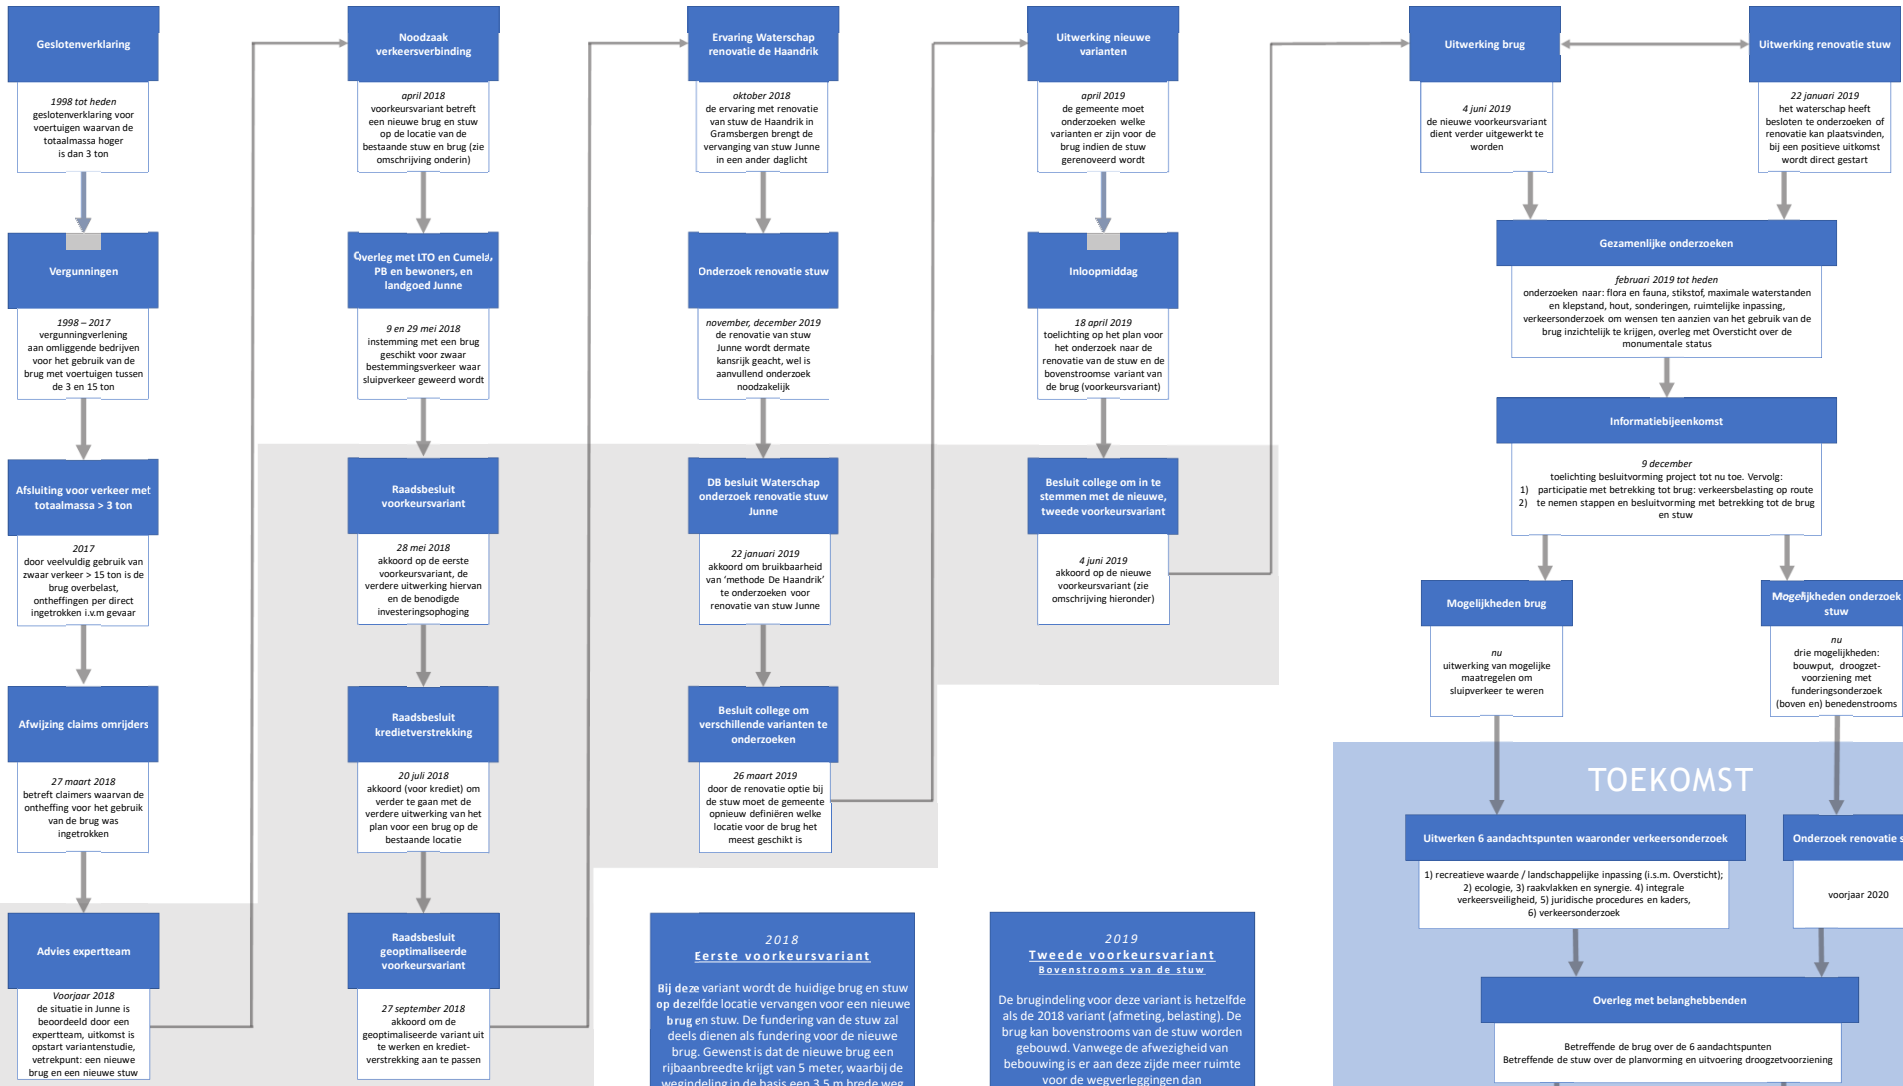 Geslotenverklaring
1998 tot heden
geslotenverklaring voor
voertuigen waarvan de
totaalmassa hoger
is dan 3 ton
Vergunningen
1998 – 2017
vergunningverlening
aan omliggende bedrijven
voor het gebruik van de
brug met voertuigen tussen
de 3 en 15 ton
Afsluiting voor verkeer met
totaalmassa > 3 ton
2017
door veelvuldig gebruik van
zwaar verkeer > 15 ton is de
brug overbelast,
ontheffingen per direct
ingetrokken i.v.m gevaar
Afwijzing claims omrijders
27 maart 2018
betreft claimers waarvan de
ontheffing voor het gebruik
van de brug was
ingetrokken
Advies expertteam
Voorjaar 2018
de situatie in Junne is
beoordeeld door een
expertteam, uitkomst is
opstart variantenstudie,
vetrekpunt: een nieuwe
brug en een nieuwe stuw
Noodzaak
verkeersverbinding
april 2018
voorkeursvariant betreft
een nieuwe brug en stuw
op de locatie van de
bestaande stuw en brug (zie
omschrijving onderin)
Overleg met LTO en Cumela,
PB en bewoners, en
landgoed Junne
9 en 29 mei 2018
instemming met een brug
geschikt voor zwaar
bestemmingsverkeer waar
sluipverkeer geweerd wordt
Raadsbesluit
voorkeursvariant
28 mei 2018
akkoord op de eerste
voorkeursvariant, de
verdere uitwerking hiervan
en de benodigde
investeringsophoging
Raadsbesluit
kredietverstrekking
20 juli 2018
akkoord (voor krediet) om
verder te gaan met de
verdere uitwerking van het
plan voor een brug op de
bestaande locatie
Raadsbesluit
geoptimaliseerde
voorkeursvariant
27 september 2018
akkoord om de
geoptimaliseerde variant uit
te werken en krediet-
verstrekking aan te passen
Ervaring Waterschap
renovatie de Haandrik
oktober 2018
de ervaring met renovatie
van stuw de Haandrik in
Gramsbergen brengt de
vervanging van stuw Junne
in een ander daglicht
Onderzoek renovatie stuw
november, december 2019
de renovatie van stuw
Junne wordt dermate
kansrijk geacht, wel is
aanvullend onderzoek
noodzakelijk
DB besluit Waterschap
onderzoek renovatie stuw
Junne
22 januari 2019
akkoord om bruikbaarheid
van ‘methode De Haandrik’
te onderzoeken voor
renovatie van stuw Junne
Besluit college om
verschillende varianten te
onderzoeken
26 maart 2019
door de renovatie optie bij
de stuw moet de gemeente
opnieuw definiëren welke
locatie voor de brug het
meest geschikt is
2018
Eerste voorkeursvariant
Bij deze variant wordt de huidige brug en stuw
op dezelfde locatie vervangen voor een nieuwe
brug en stuw. De fundering van de stuw zal
deels dienen als fundering voor de nieuwe
brug. Gewenst is dat de nieuwe brug een
rijbaanbreedte krijgt van 5 meter, waarbij de
wegindeling in de basis een 3,5 m brede weg
Uitwerking nieuwe
varianten
april 2019
de gemeente moet
onderzoeken welke
varianten er zijn voor de
brug indien de stuw
gerenoveerd wordt
Inloopmiddag
18 april 2019
toelichting op het plan voor
het onderzoek naar de
renovatie van de stuw en de
bovenstroomse variant van
de brug (voorkeursvariant)
Besluit college om in te
stemmen met de nieuwe,
tweede voorkeursvariant
4 juni 2019
akkoord op de nieuwe
voorkeursvariant (zie
omschrijving hieronder)
2019
Tweede voorkeursvariant
Bovenstrooms van de stuw
De brugindeling voor deze variant is hetzelfde
als de 2018 variant (afmeting, belasting). De
brug kan bovenstrooms van de stuw worden
gebouwd. Vanwege de afwezigheid van
bebouwing is er aan deze zijde meer ruimte
voor de wegverleggingen dan
Uitwerking brug
4 juni 2019
de nieuwe voorkeursvariant
dient verder uitgewerkt te
worden
Uitwerking renovatie stuw
22 januari 2019
het waterschap heeft
besloten te onderzoeken of
renovatie kan plaatsvinden,
bij een positieve uitkomst
wordt direct gestart
Gezamenlijke onderzoeken
februari 2019 tot heden
onderzoeken naar: flora en fauna, stikstof, maximale waterstanden
en klepstand, hout, sonderingen, ruimtelijke inpassing,
verkeersonderzoek om wensen ten aanzien van het gebruik van de
brug inzichtelijk te krijgen, overleg met Oversticht over de
monumentale status
Informatiebijeenkomst
9 december
toelichting besluitvorming project tot nu toe. Vervolg:
1) participatie met betrekking tot brug: verkeersbelasting op route
2) te nemen stappen en besluitvorming met betrekking tot de brug
en stuw
Mogelijkheden brug
nu
uitwerking van mogelijke
maatregelen om
sluipverkeer te weren
Mogelijkheden onderzoek
stuw
nu
drie mogelijkheden:
bouwput, droogzet-
voorziening met
funderingsonderzoek
(boven en) benedenstrooms
TOEKOMST
Uitwerken 6 aandachtspunten waaronder verkeersonderzoek
1) recreatieve waarde / landschappelijke inpassing (i.s.m. Oversticht);
2) ecologie, 3) raakvlakken en synergie. 4) integrale
verkeersveiligheid, 5) juridische procedures en kaders,
6) verkeersonderzoek
Onderzoek renovatie s
voorjaar 2020
Overleg met belanghebbenden
Betreffende de brug over de 6 aandachtspunten
Betreffende de stuw over de planvorming en uitvoering droogzetvoorziening